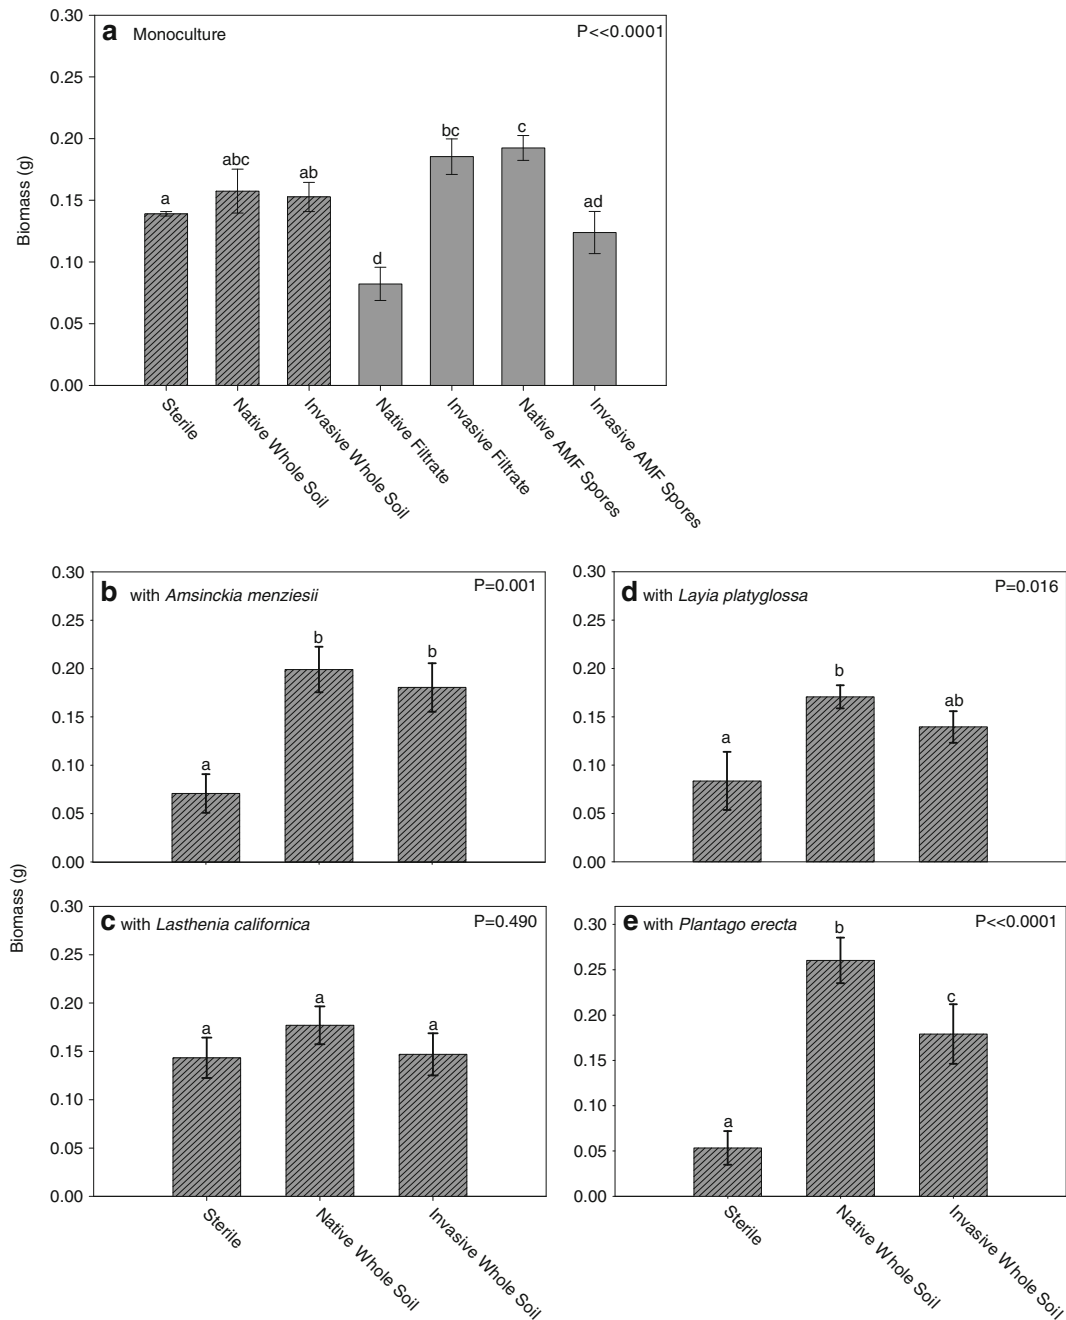 a Monoculture
P<<0.0001
0.30
0.25
0.20
0.15
0.10
0.05
0.00
Biomass (g)
a
abc
ab
d
bc
c
ad
Sterile
Native Whole Soil
Invasive Whole Soil
Native Filtrate
Invasive Filtrate
Native AMF Spores
Invasive AMF Spores
b with Amsinckia menziesii
P=0.001
0.30
0.25
0.20
0.15
0.10
0.05
0.00
a
b
b
d with Layia platyglossa
P=0.016
0.30
0.25
0.20
0.15
0.10
0.05
0.00
a
b
ab
Biomass (g)
c with Lasthenia californica
P=0.490
0.30
0.25
0.20
0.15
0.10
0.05
0.00
a
a
a
Sterile
Native Whole Soil
Invasive Whole Soil
e with Plantago erecta
P<<0.0001
0.30
0.25
0.20
0.15
0.10
0.05
0.00
a
b
c
Sterile
Native Whole Soil
Invasive Whole Soil